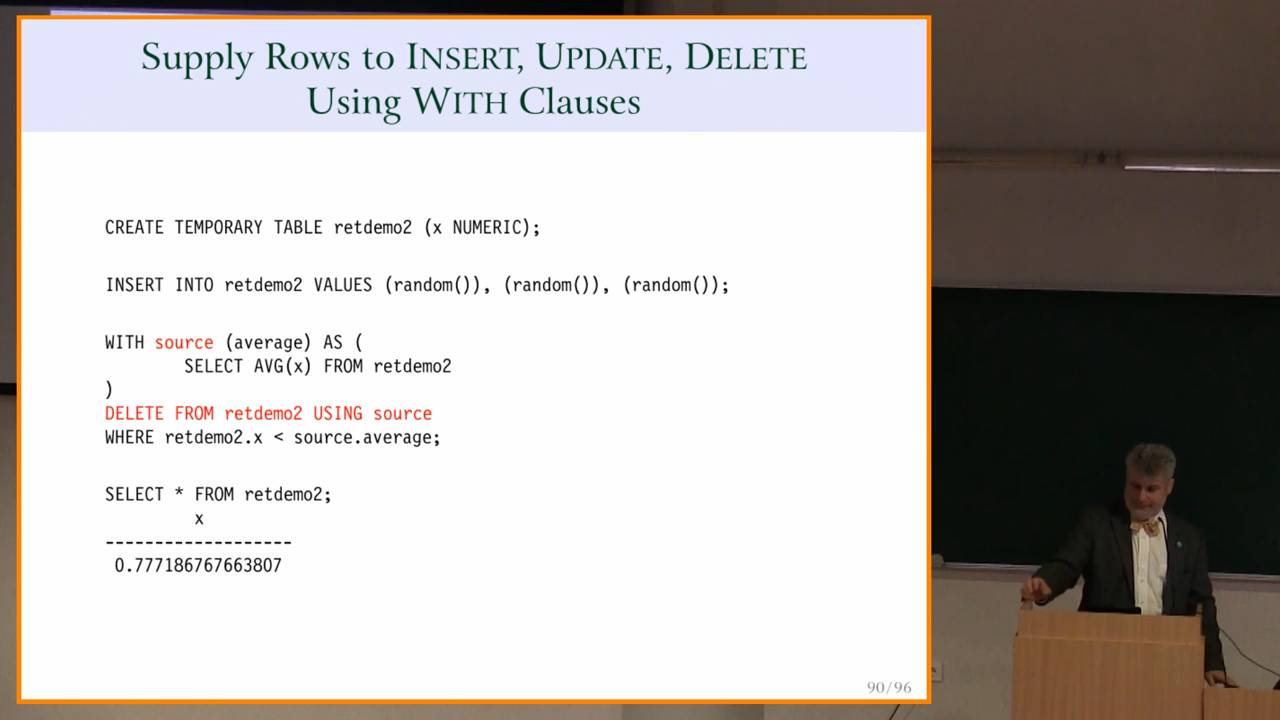 Supply Rows to INSERT, UPDATE, DELETE
Using WITH Clauses
CREATE TEMPORARY TABLE retdemo2 (x NUMERIC);
INSERT INTO retdemo2 VALUES (random()), (random()), (random());
WITH source (average) AS (
SELECT AVG(x) FROM retdemo2
)
DELETE FROM retdemo2 USING source
WHERE retdemo2.x < source.average;
SELECT * FROM retdemo2;
x
-------------------
0.777186767663807
90/96